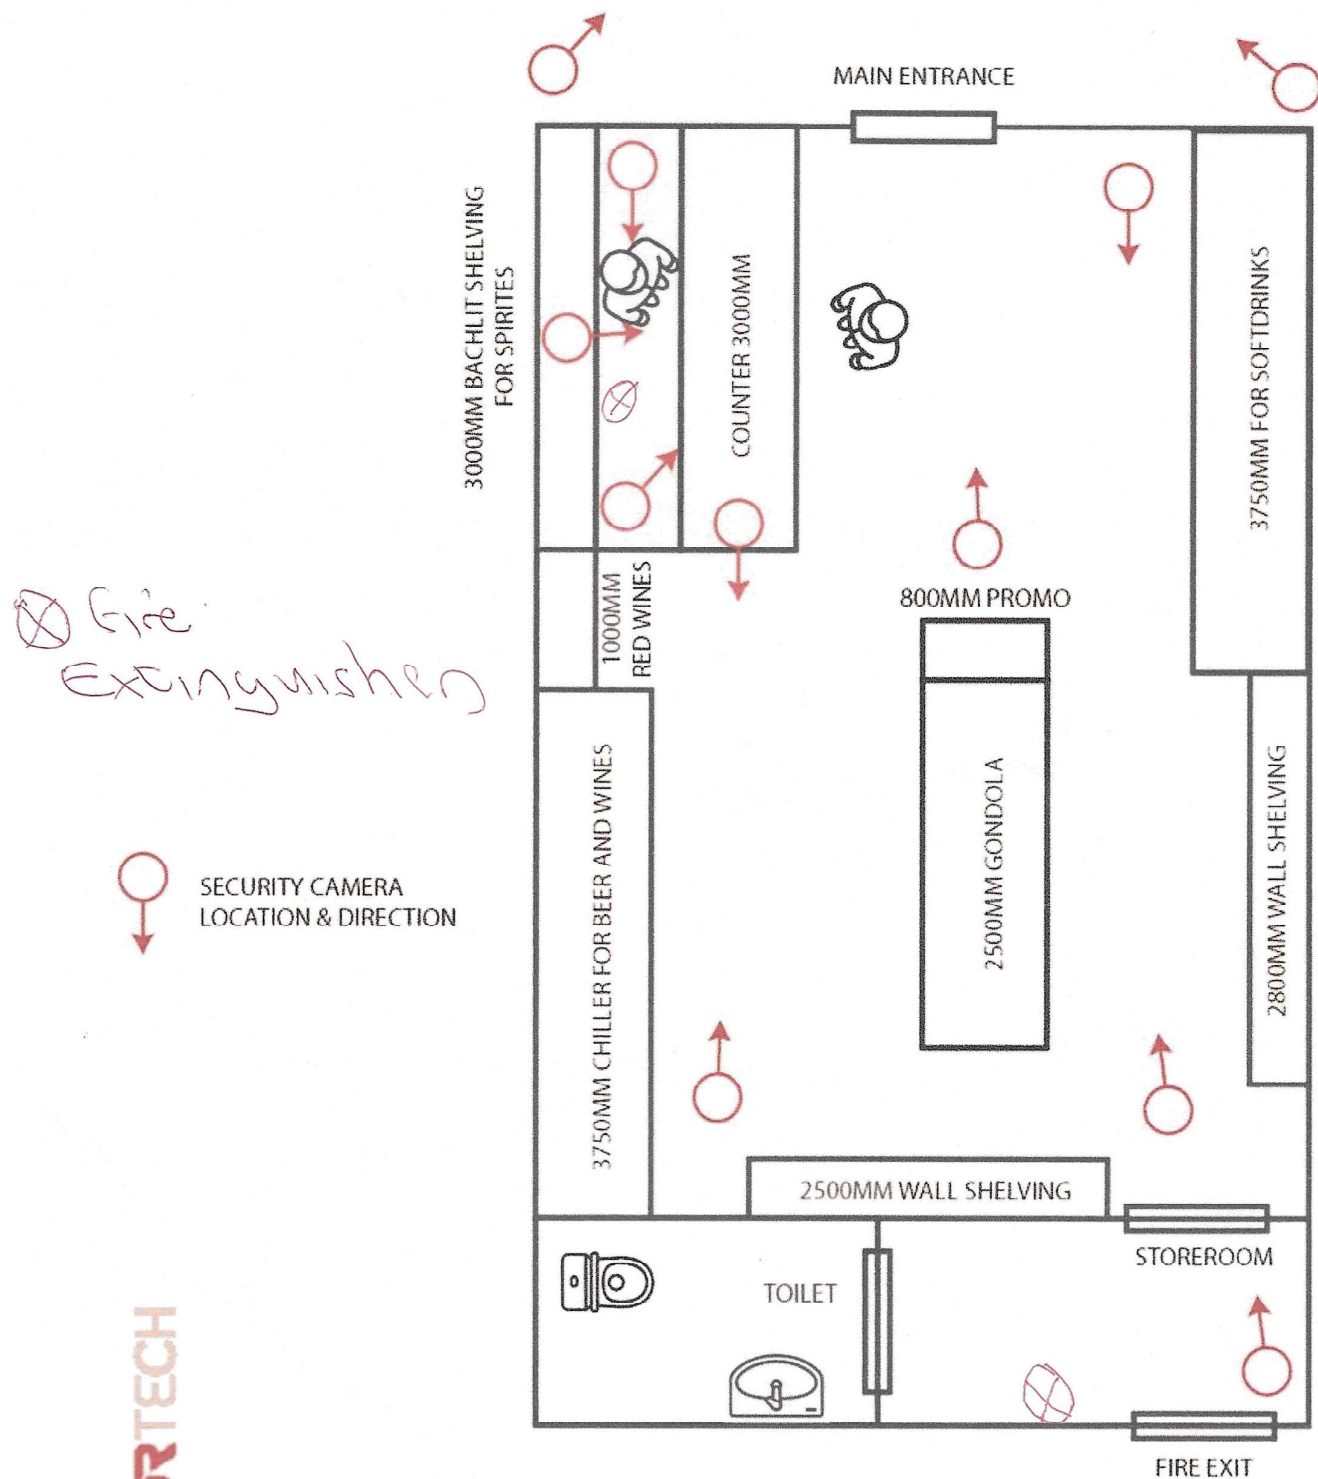 MAIN ENTRANCE
3000MM BACHLIT SHELVING
FOR SPIRITES
COUNTER 3000MM
3750MM FOR SOFTDRINKS
1000MM
RED WINES
800MM PROMO
Fire
Extinguisher
3750MM CHILLER FOR BEER AND WINES
2500MM GONDOLA
2800MM WALL SHELVING
SECURITY CAMERA
LOCATION & DIRECTION
2500MM WALL SHELVING
STOREROOM
TOILET
RTECH
FIRE EXIT